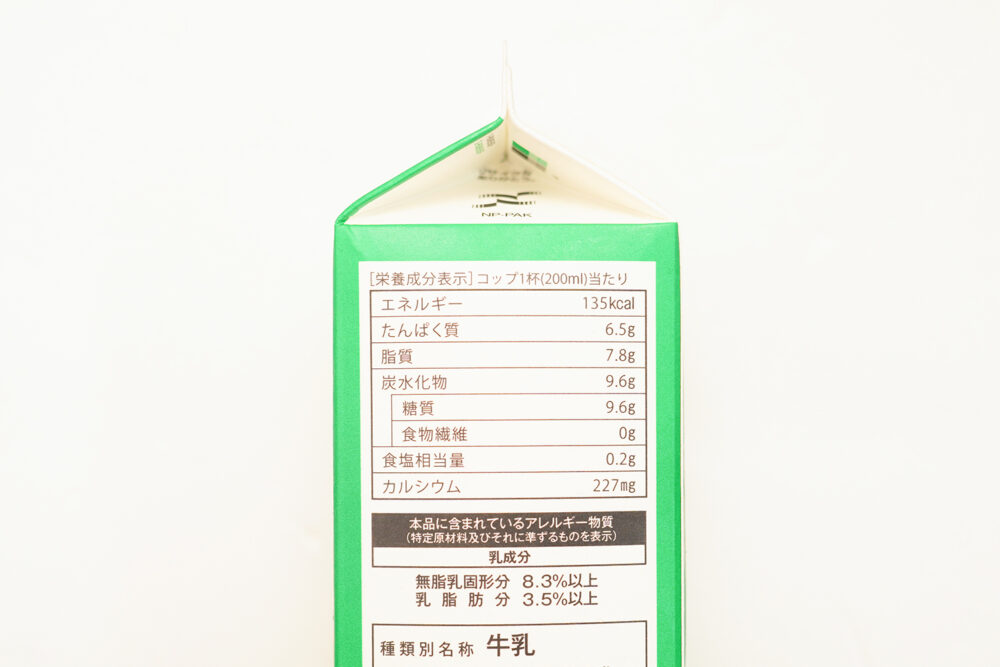 NP-PAK
[栄養成分表示]コップ1杯(200ml)当たり
エネルギー 135kcal
たんぱく質 6.5g
脂質 7.8g
炭水化物 9.6g
糖質 9.6g
食物繊維 0g
食塩相当量 0.2g
カルシウム 227mg
本品に含まれているアレルギー物質
(特定原材料及びそれに準ずるものを表示)
乳成分
無脂乳固形分 8.3%以上
乳脂肪分 3.5%以上
種類別名称 牛乳